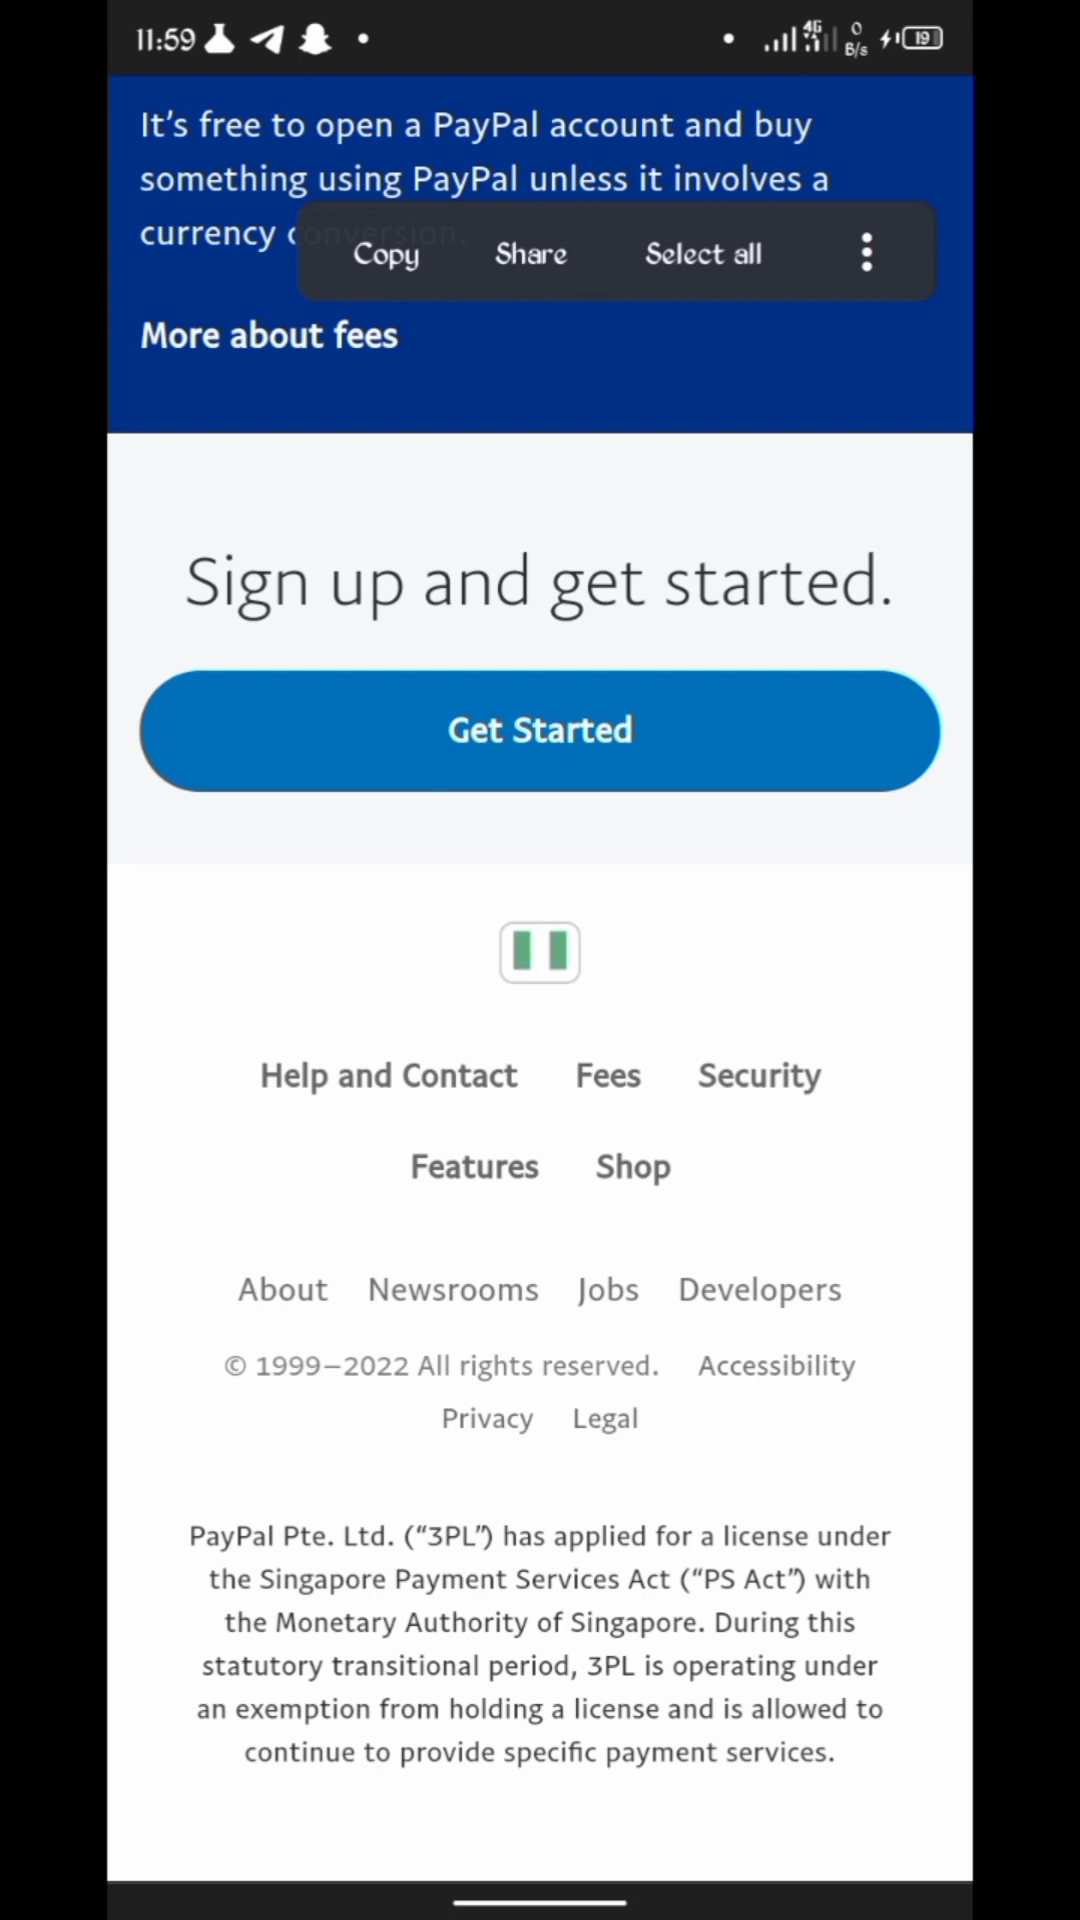 11:59
4G
0
B/s
19
It's free to open a PayPal account and buy
something using PayPal unless it involves a
currency conversion.
Copy Share Select all
More about fees
Sign up and get started.
Get Started
Help and Contact Fees Security
Features Shop
About Newsrooms Jobs Developers
© 1999–2022 All rights reserved. Accessibility
Privacy Legal
PayPal Pte. Ltd. (“3PL”) has applied for a license under
the Singapore Payment Services Act (“PS Act”) with
the Monetary Authority of Singapore. During this
statutory transitional period, 3PL is operating under
an exemption from holding a license and is allowed to
continue to provide specific payment services.